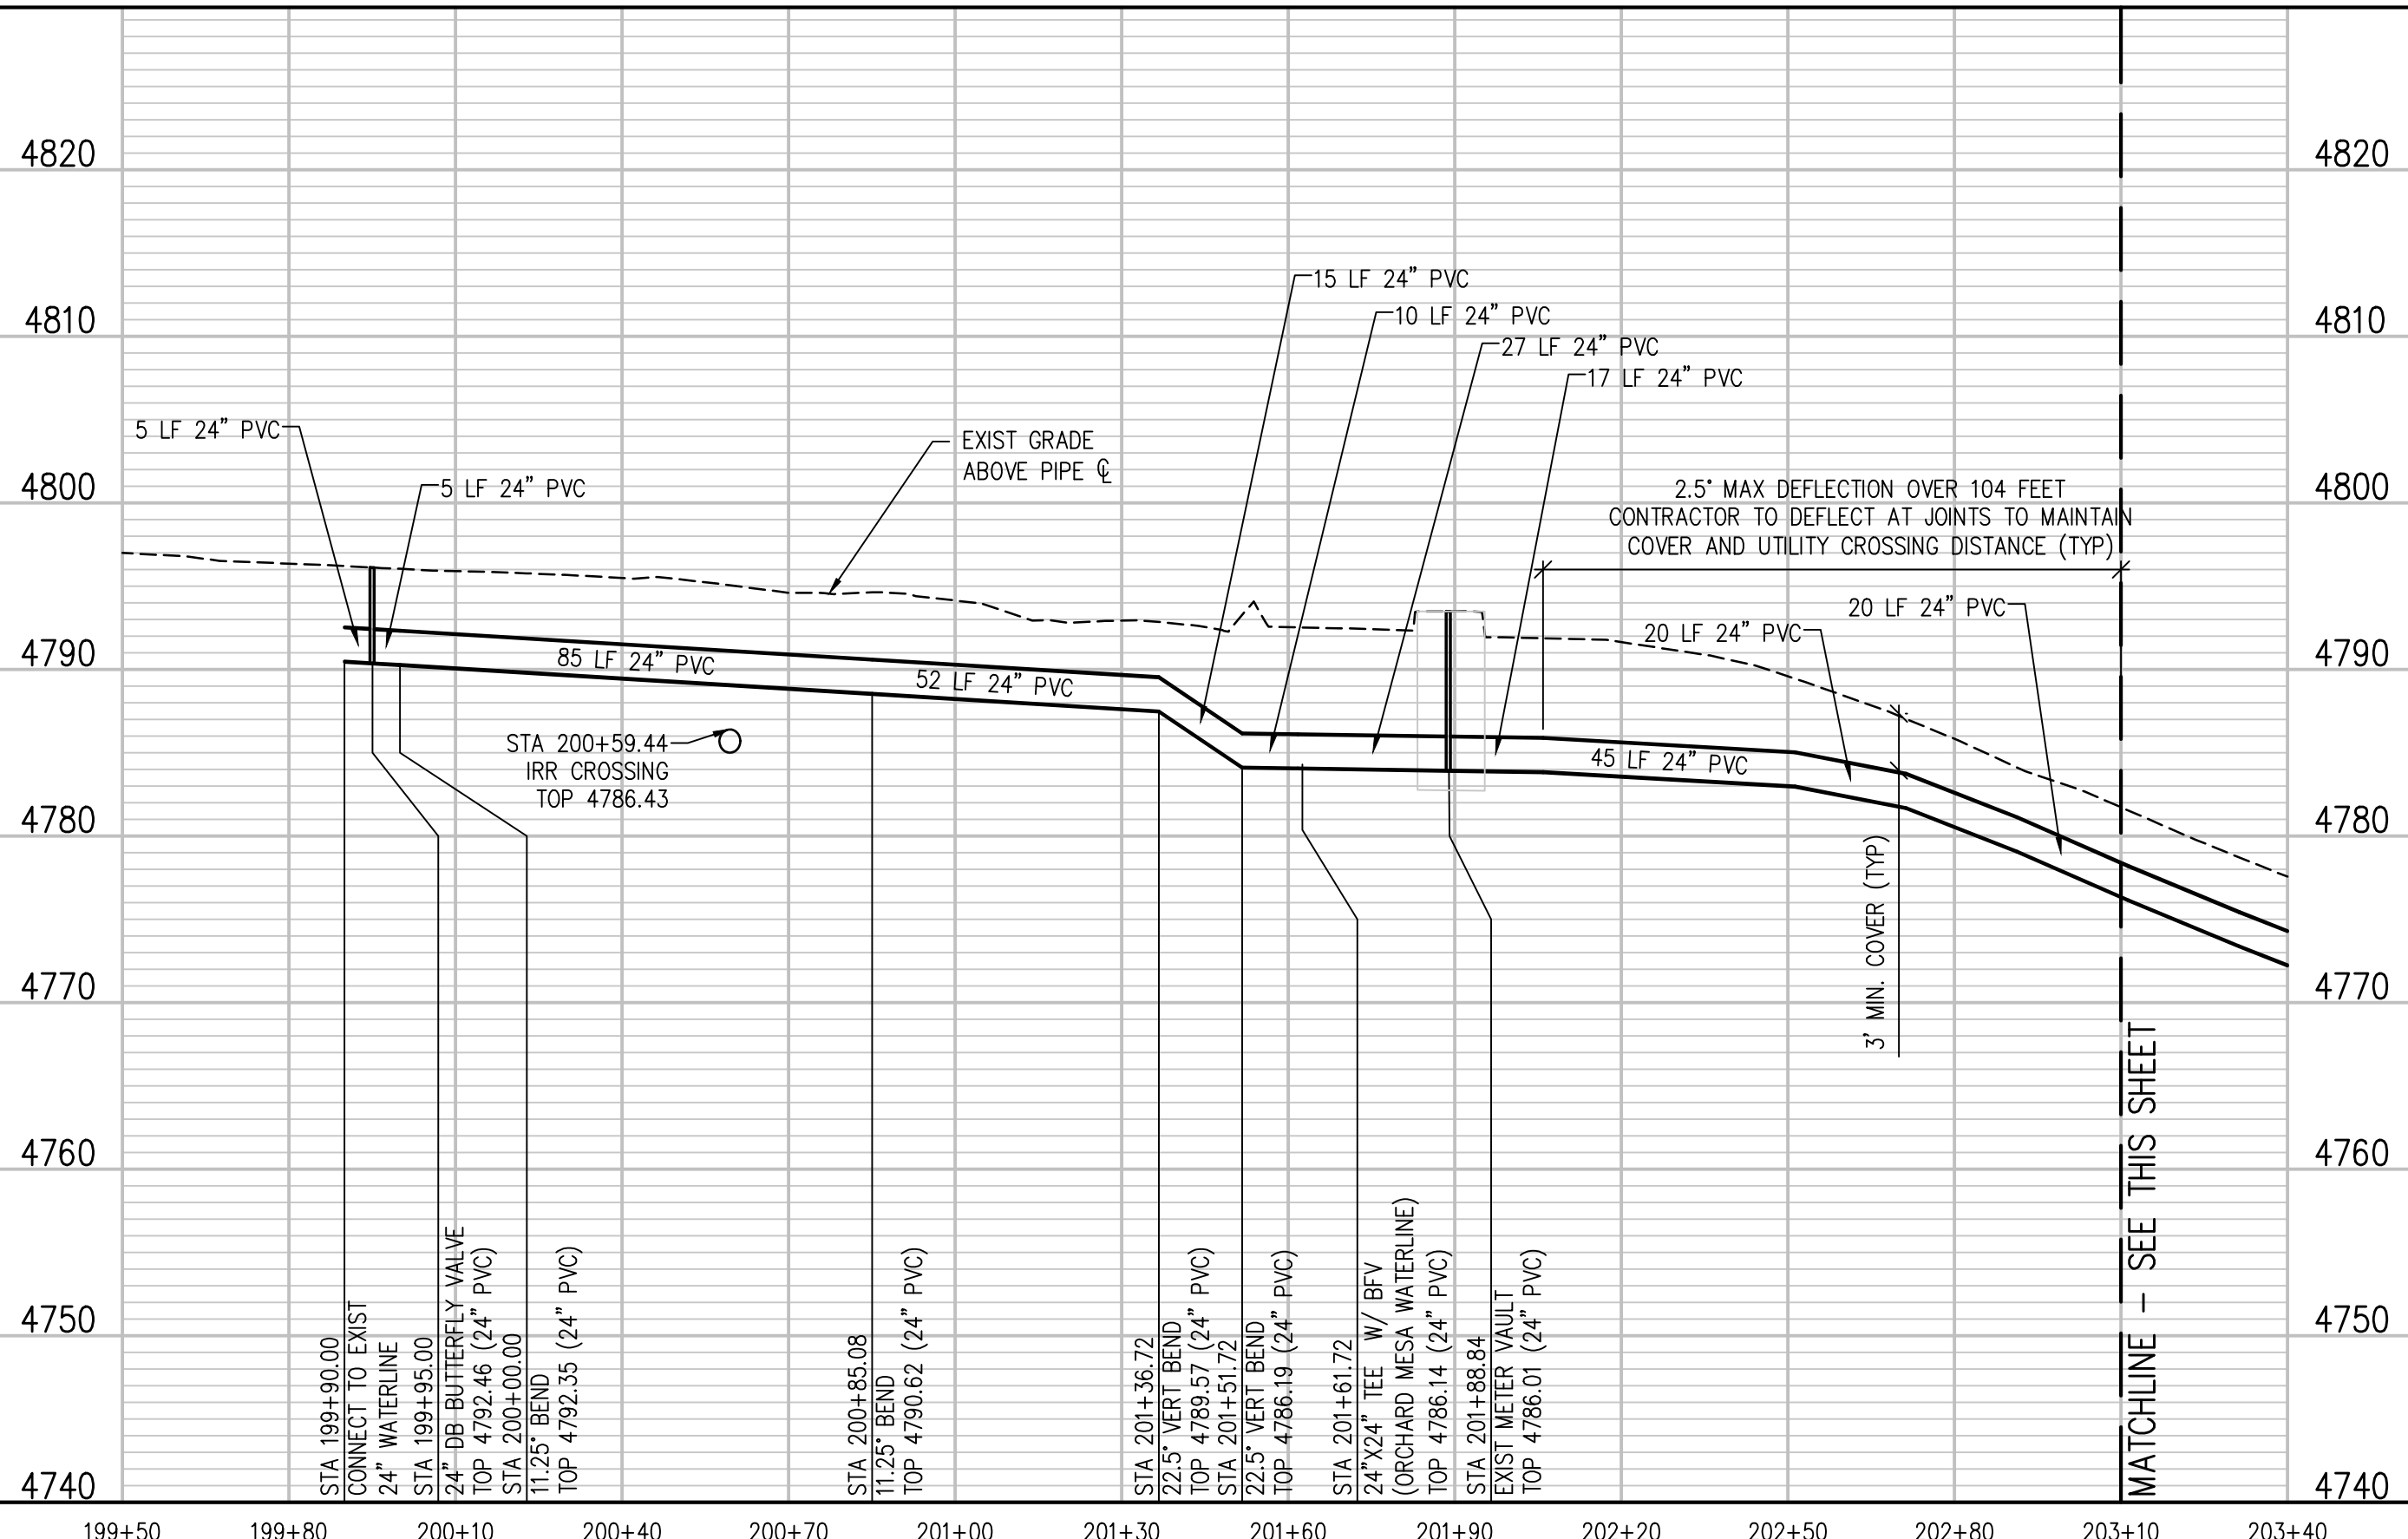 15 LF 24" PVC
10 LF 24" PVC
27 LF 24" PVC
17 LF 24" PVC
5 LF 24" PVC
5 LF 24" PVC
EXIST GRADE
ABOVE PIPE ℄
2.5° MAX DEFLECTION OVER 104 FEET
CONTRACTOR TO DEFLECT AT JOINTS TO MAINTAIN
COVER AND UTILITY CROSSING DISTANCE (TYP)
20 LF 24" PVC
20 LF 24" PVC
85 LF 24" PVC
52 LF 24" PVC
45 LF 24" PVC
STA 200+59.44
IRR CROSSING
TOP 4786.43
3' MIN. COVER (TYP)
MATCHLINE - SEE THIS SHEET
STA 199+90.00
CONNECT TO EXIST
24" WATERLINE
STA 199+95.00
24" DB BUTTERFLY VALVE
TOP 4792.46 (24" PVC)
STA 200+00.00
11.25° BEND
TOP 4792.35 (24" PVC)
STA 200+85.08
11.25° BEND
TOP 4790.62 (24" PVC)
STA 201+36.72
22.5° VERT BEND
TOP 4789.57 (24" PVC)
STA 201+51.72
22.5° VERT BEND
TOP 4786.19 (24" PVC)
STA 201+61.72
24"X24" TEE W/ BFV
(ORCHARD MESA WATERLINE)
TOP 4786.14 (24" PVC)
STA 201+88.84
EXIST METER VAULT
TOP 4786.01 (24" PVC)
4820
4810
4800
4790
4780
4770
4760
4750
4740
4820
4810
4800
4790
4780
4770
4760
4750
4740
199+50 199+80 200+10 200+40 200+70 201+00 201+30 201+60 201+90 202+20 202+50 202+80 203+10 203+40